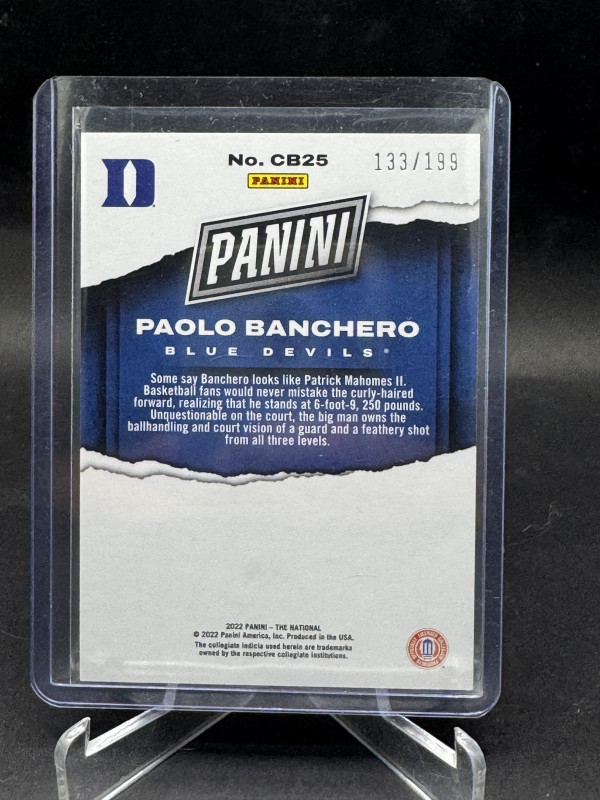 D
No. CB25
133/199
PANINI
PANINI
PAOLO BANCHERO
BLUE DEVILS®
Some say Banchero looks like Patrick Mahomes II.
Basketball fans would never mistake the curly-haired
forward, realizing that he stands at 6-foot-9, 250 pounds.
Unquestionable on the court, the big man owns the
ballhandling and court vision of a guard and a feathery shot
from all three levels.
2022 PANINI – THE NATIONAL
© 2022 Panini America, Inc. Produced in the USA.
The collegiate indicia used herein are trademarks
owned by the respective collegiate institutions.